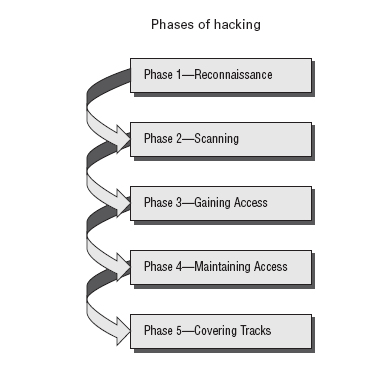 Phases of hacking
Phase 1—Reconnaissance
Phase 2—Scanning
Phase 3—Gaining Access
Phase 4—Maintaining Access
Phase 5—Covering Tracks